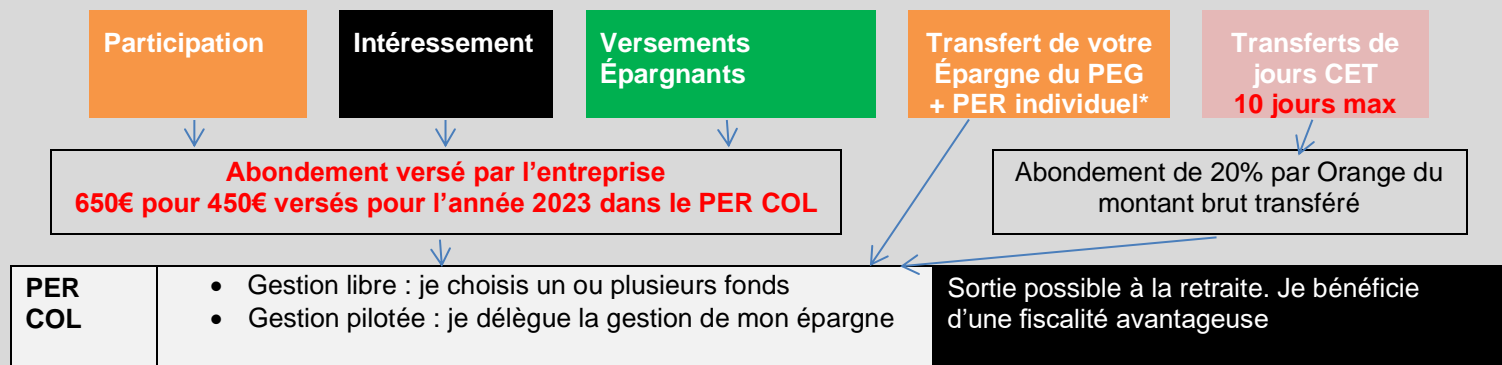 Participation
Intéressement
Versements
Épargnants
Transfert de votre
Épargne du PEG
+ PER individuel*
Transferts de
jours CET
10 jours max
Abondement versé par l’entreprise
650€ pour 450€ versés pour l’année 2023 dans le PER COL
Abondement de 20% par Orange du
montant brut transféré
PER
COL
• Gestion libre : je choisis un ou plusieurs fonds
• Gestion pilotée : je délègue la gestion de mon épargne
Sortie possible à la retraite. Je bénéficie
d’une fiscalité avantageuse